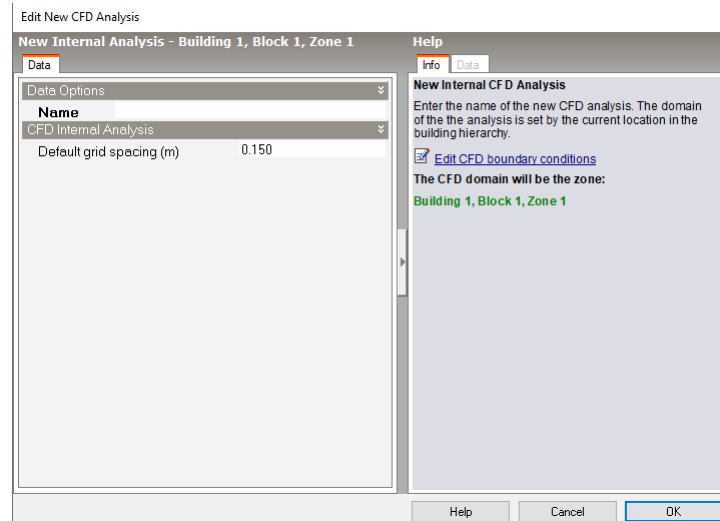 Edit New CFD Analysis
New Internal Analysis - Building 1, Block 1, Zone 1
Data
Data Options
Name
CFD Internal Analysis
Default grid spacing (m) 0.150
Help
Info Data
New Internal CFD Analysis
Enter the name of the new CFD analysis. The domain
of the the analysis is set by the current location in the
building hierarchy.
Edit CFD boundary conditions
The CFD domain will be the zone:
Building 1, Block 1, Zone 1
Help Cancel OK